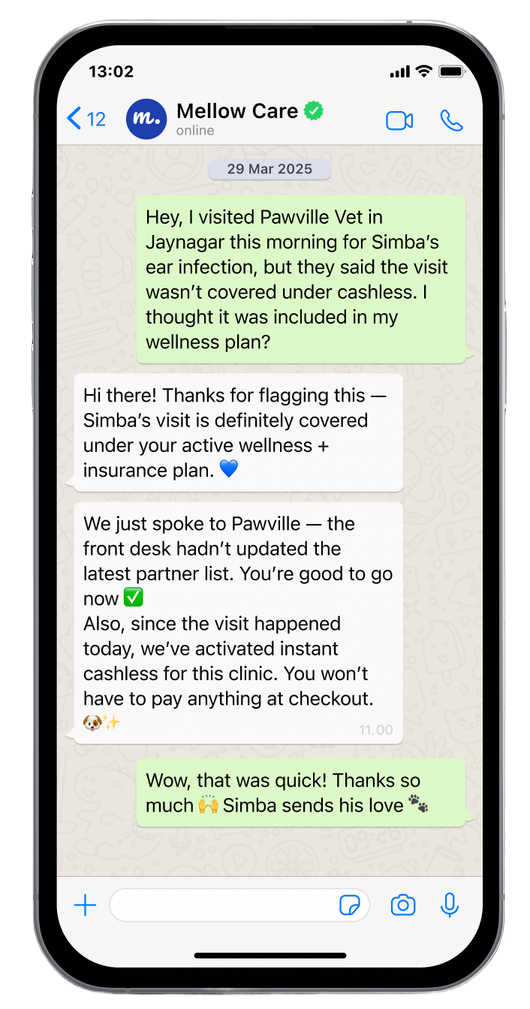 13:02
12
m.
Mellow Care
online
29 Mar 2025
Hey, I visited Pawville Vet in
Jaynagar this morning for Simba’s
ear infection, but they said the visit
wasn’t covered under cashless. I
thought it was included in my
wellness plan?
Hi there! Thanks for flagging this —
Simba’s visit is definitely covered
under your active wellness +
insurance plan. 💙
We just spoke to Pawville — the
front desk hadn’t updated the
latest partner list. You’re good to go
now ✅
Also, since the visit happened
today, we’ve activated instant
cashless for this clinic. You won’t
have to pay anything at checkout.
🐶✨
11.00
Wow, that was quick! Thanks so
much 🙌 Simba sends his love 🐾